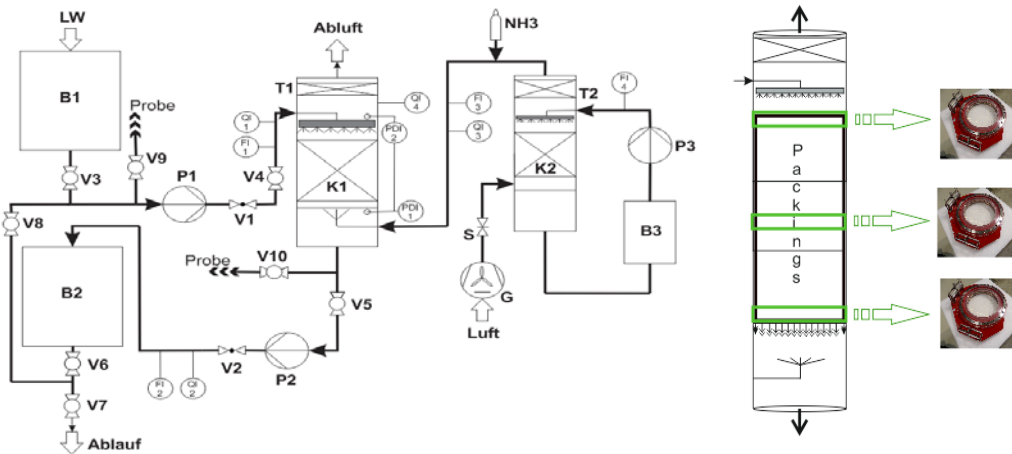 LW
B1
Probe
V9
V3
V8
P1
V1
V4
QI
1
FI
1
Abluft
T1
QI
4
PDI
2
K1
PDI
1
FI
3
QI
3
NH3
T2
FI
4
P3
K2
B3
S
G
Luft
Probe
V10
V5
B2
V6
V7
Ablauf
FI
2
QI
2
V2
P2
Packings